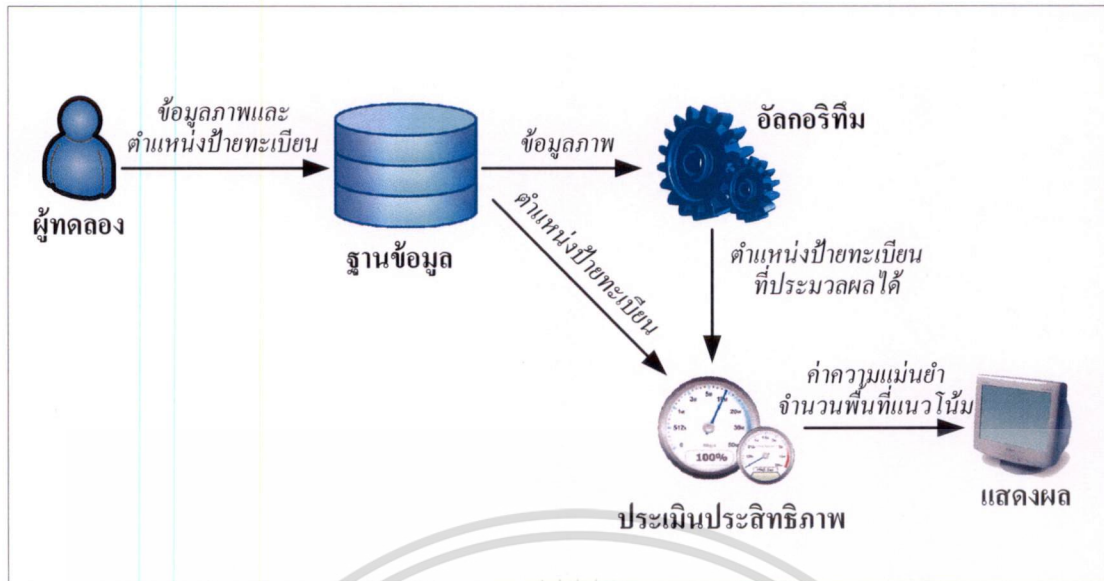 ข้อมูลภาพและ
ตำแหน่งป้ายทะเบียน
ผู้ทดลอง
ฐานข้อมูล
ข้อมูลภาพ
อัลกอริทึม
ตำแหน่งป้ายทะเบียน
ตำแหน่งป้ายทะเบียน
ที่ประมวลผลได้
100%
ประเมินประสิทธิภาพ
ค่าความแม่นยำ
จำนวนพื้นที่แนวโน้ม
แสดงผล